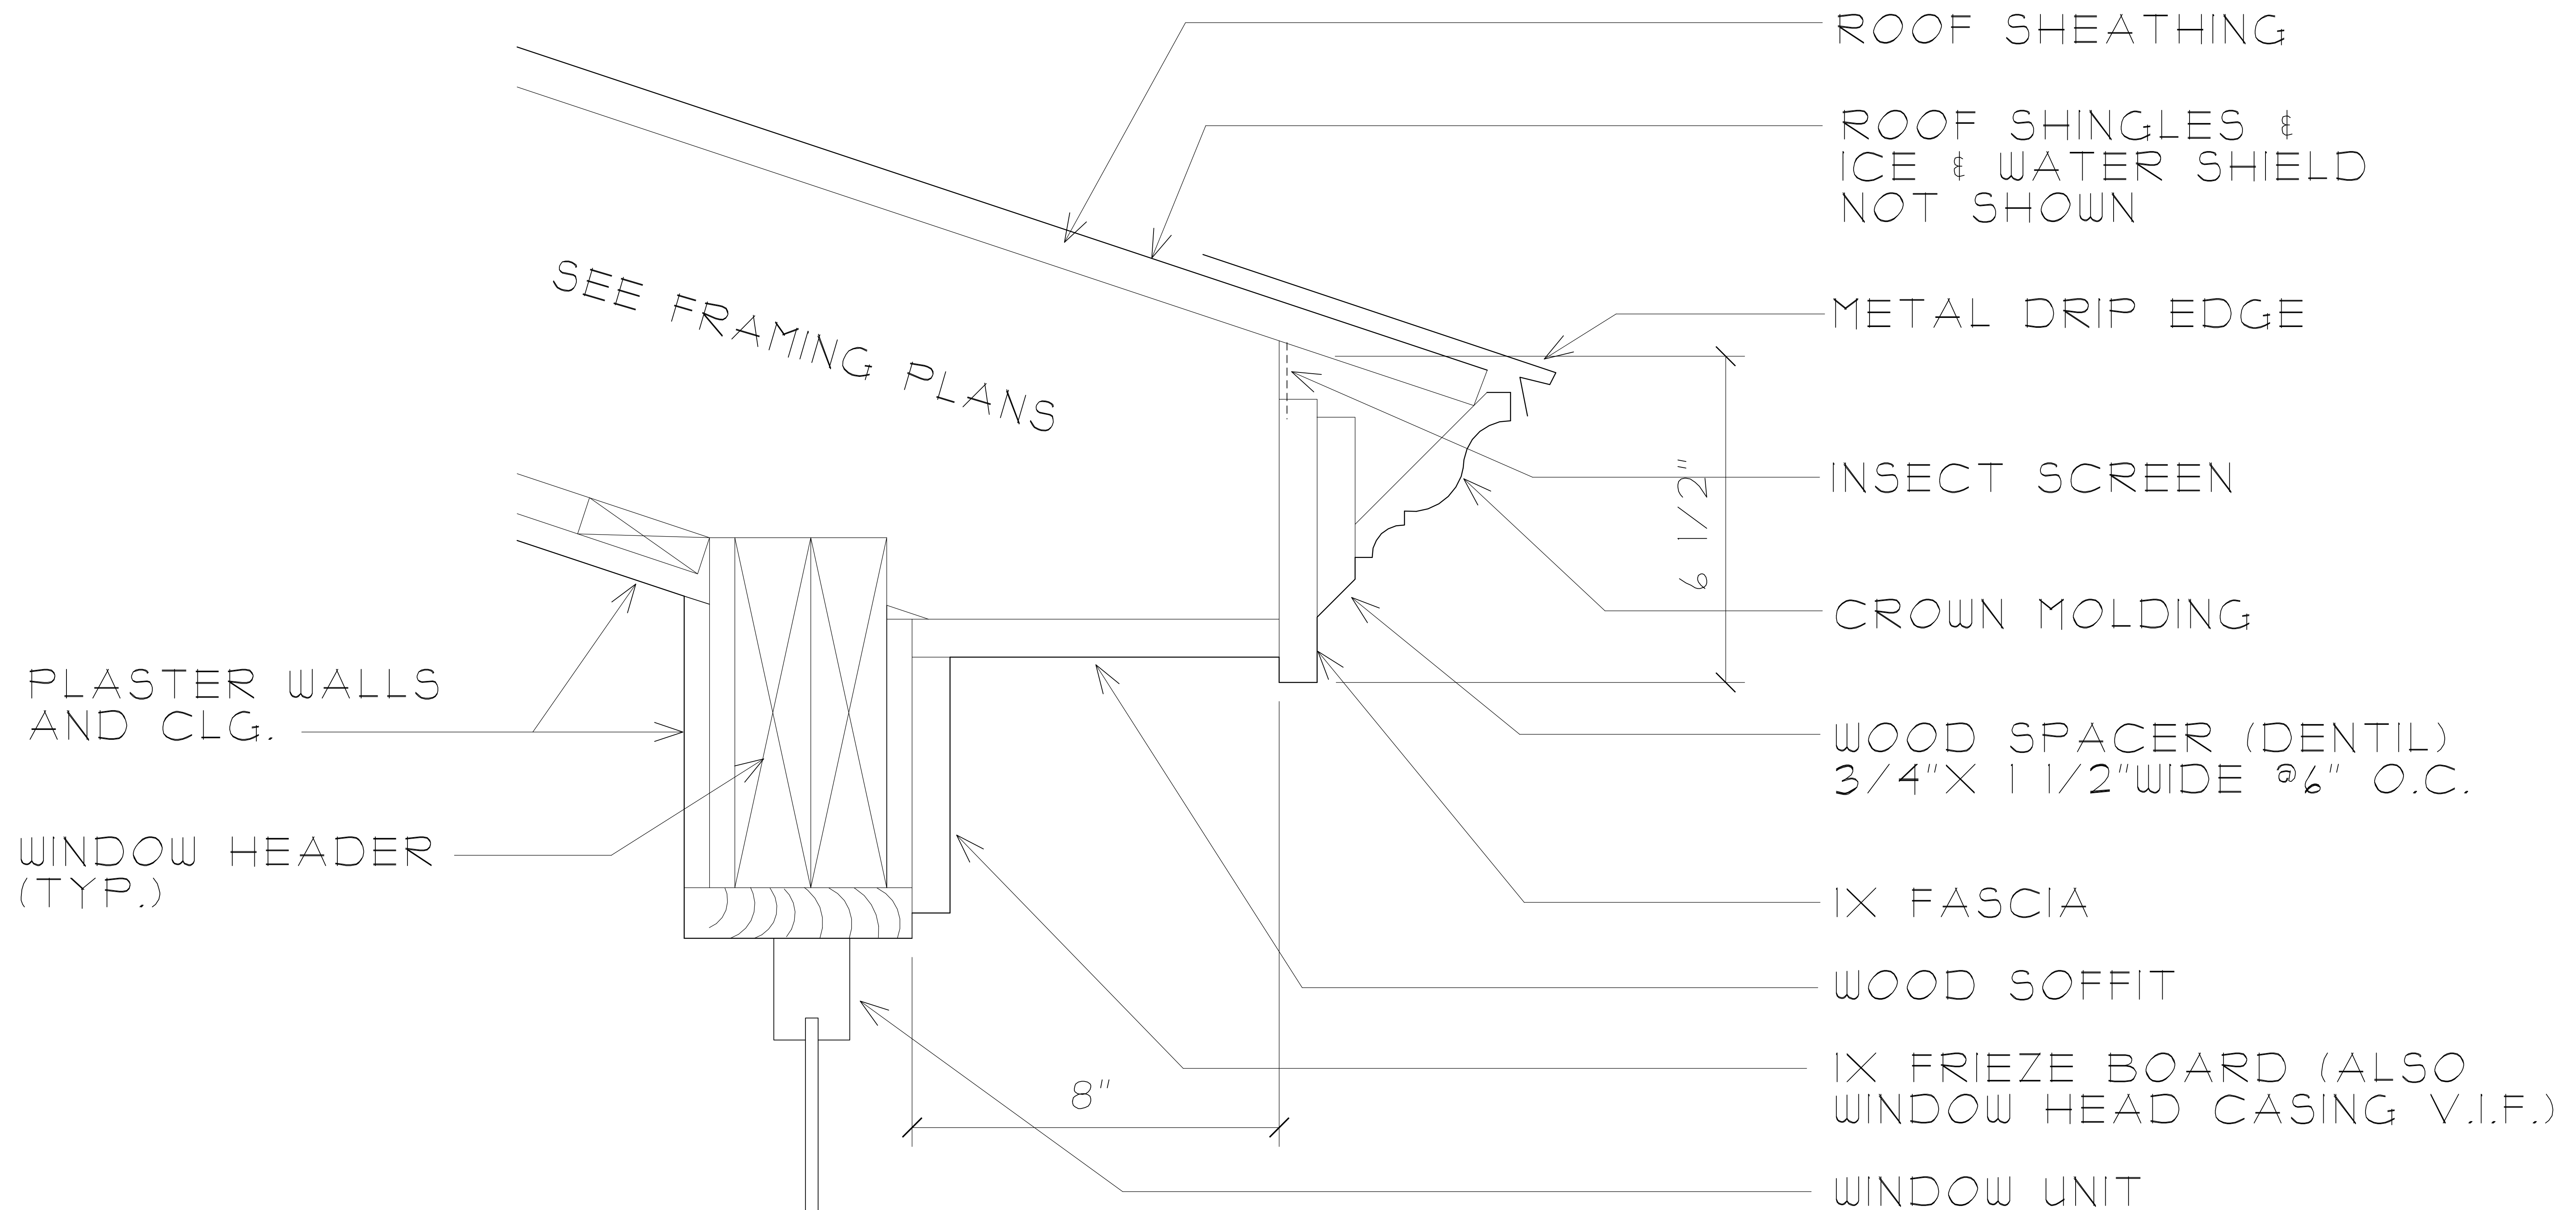 ROOF SHEATHING
ROOF SHINGLES &
ICE & WATER SHIELD
NOT SHOWN
SEE FRAMING PLANS
METAL DRIP EDGE
INSECT SCREEN
6 1/2"
CROWN MOLDING
PLASTER WALLS
AND CLG.
WOOD SPACER (DENTIL)
3/4"X 1 1/2"WIDE @6" O.C.
WINDOW HEADER
(TYP.)
1X FASCIA
WOOD SOFFIT
1X FRIEZE BOARD (ALSO
WINDOW HEAD CASING V.I.F.)
8"
WINDOW UNIT